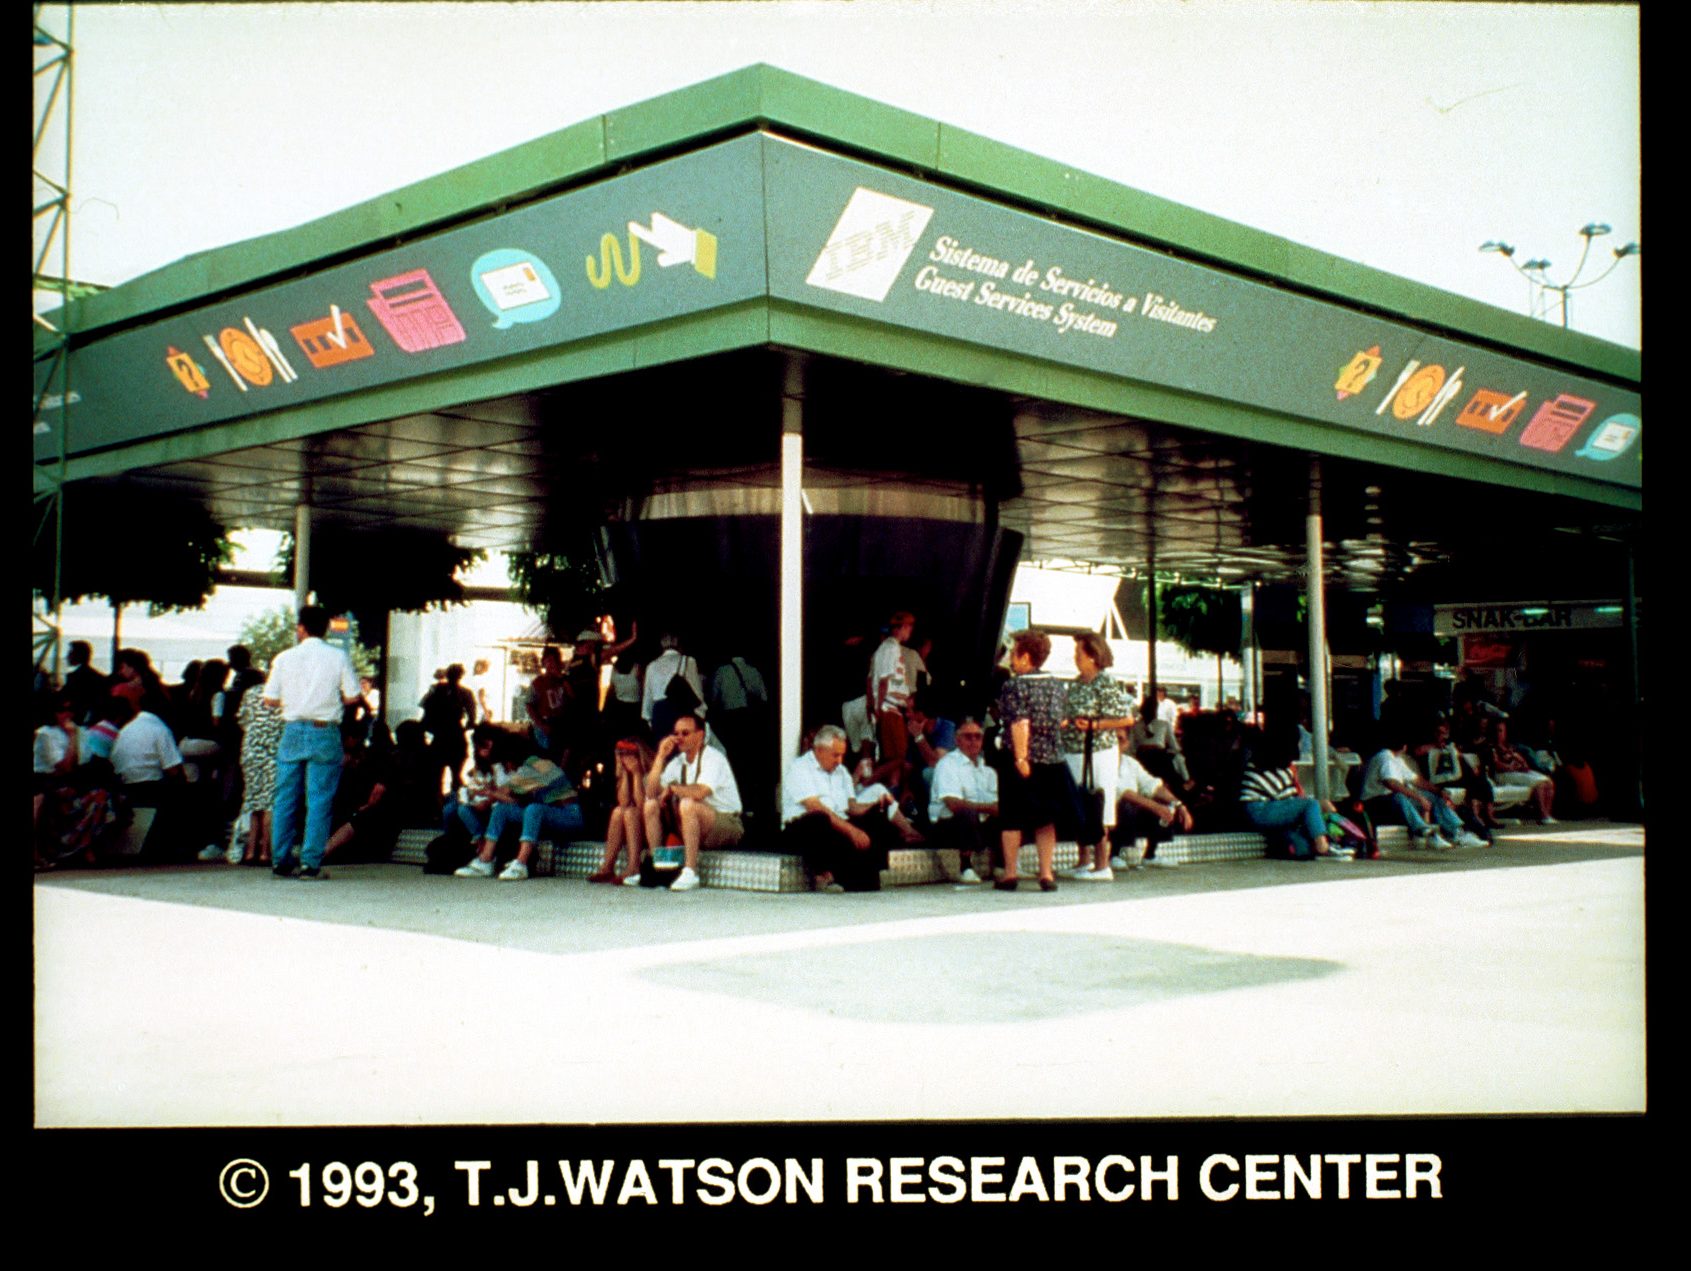 IBM
Sistema de Servicios a Visitantes
Guest Services System
?
?
SNAK-BAR
© 1993, T.J.WATSON RESEARCH CENTER